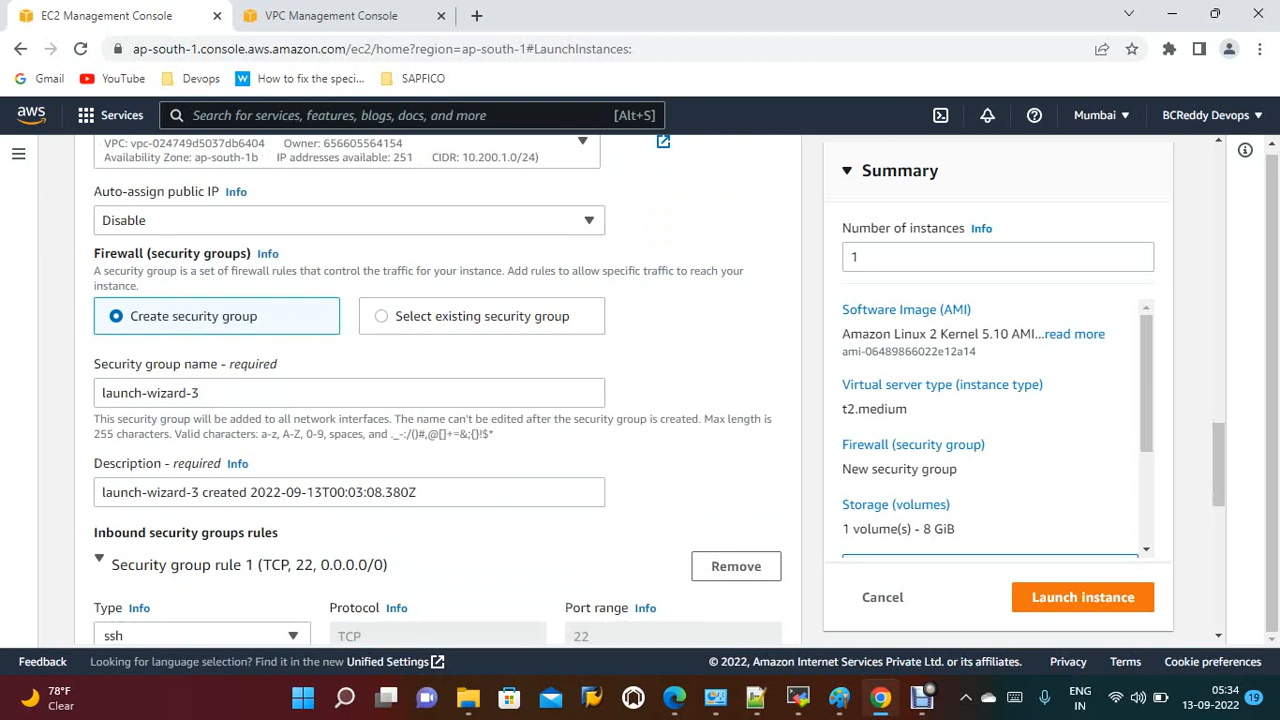 EC2 Management Console
VPC Management Console
ap-south-1.console.aws.amazon.com/ec2/home?region=ap-south-1#LaunchInstances:
Gmail
YouTube
Devops
How to fix the speci...
SAPFICO
aws
Services
Search for services, features, blogs, docs, and more
[Alt+S]
Mumbai
BCReddy Devops
VPC: vpc-024749d5037db6404 Owner: 656605564154
Availability Zone: ap-south-1b IP addresses available: 251 CIDR: 10.200.1.0/24)
Auto-assign public IP Info
Disable
Firewall (security groups) Info
A security group is a set of firewall rules that control the traffic for your instance. Add rules to allow specific traffic to reach your
instance.
Create security group
Select existing security group
Security group name - required
launch-wizard-3
This security group will be added to all network interfaces. The name can't be edited after the security group is created. Max length is
255 characters. Valid characters: a-z, A-Z, 0-9, spaces, and ._-:/()#,@[]+=&;{}!$*
Description - required Info
launch-wizard-3 created 2022-09-13T00:03:08.380Z
Inbound security groups rules
Security group rule 1 (TCP, 22, 0.0.0.0/0)
Remove
Type Info
Protocol Info
Port range Info
ssh
TCP
22
Summary
Number of instances Info
1
Software Image (AMI)
Amazon Linux 2 Kernel 5.10 AMI...read more
ami-06489866022e12a14
Virtual server type (instance type)
t2.medium
Firewall (security group)
New security group
Storage (volumes)
1 volume(s) - 8 GiB
Cancel
Launch instance
Feedback
Looking for language selection? Find it in the new Unified Settings
© 2022, Amazon Internet Services Private Ltd. or its affiliates.
Privacy
Terms
Cookie preferences
78°F
Clear
ENG
IN
05:34
13-09-2022
19